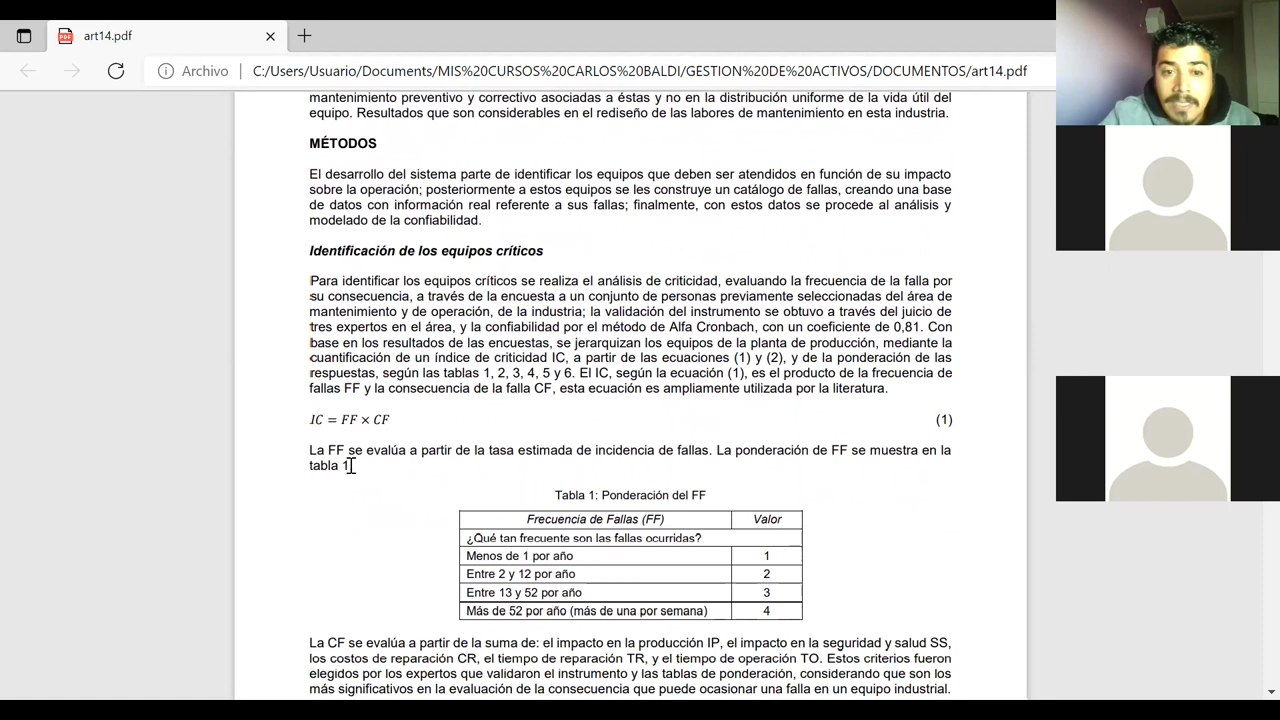 art14.pdf
Archivo
C:/Users/Usuario/Documents/MIS%20CURSOS%20CARLOS%20BALDI/GESTION%20DE%20ACTIVOS/DOCUMENTOS/art14.pdf
mantenimiento preventivo y correctivo asociadas a éstas y no en la distribución uniforme de la vida útil del
equipo. Resultados que son considerables en el rediseño de las labores de mantenimiento en esta industria.
MÉTODOS
El desarrollo del sistema parte de identificar los equipos que deben ser atendidos en función de su impacto
sobre la operación; posteriormente a estos equipos se les construye un catálogo de fallas, creando una base
de datos con información real referente a sus fallas; finalmente, con estos datos se procede al análisis y
modelado de la confiabilidad.
Identificación de los equipos críticos
Para identificar los equipos críticos se realiza el análisis de criticidad, evaluando la frecuencia de la falla por
su consecuencia, a través de la encuesta a un conjunto de personas previamente seleccionadas del área de
mantenimiento y de operación, de la industria; la validación del instrumento se obtuvo a través del juicio de
tres expertos en el área, y la confiabilidad por el método de Alfa Cronbach, con un coeficiente de 0,81. Con
base en los resultados de las encuestas, se jerarquizan los equipos de la planta de producción, mediante la
cuantificación de un índice de criticidad IC, a partir de las ecuaciones (1) y (2), y de la ponderación de las
respuestas, según las tablas 1, 2, 3, 4, 5 y 6. El IC, según la ecuación (1), es el producto de la frecuencia de
fallas FF y la consecuencia de la falla CF, esta ecuación es ampliamente utilizada por la literatura.
IC = FF × CF (1)
La FF se evalúa a partir de la tasa estimada de incidencia de fallas. La ponderación de FF se muestra en la
tabla 1.
Tabla 1: Ponderación del FF
Frecuencia de Fallas (FF) Valor
¿Qué tan frecuente son las fallas ocurridas?
Menos de 1 por año 1
Entre 2 y 12 por año 2
Entre 13 y 52 por año 3
Más de 52 por año (más de una por semana) 4
La CF se evalúa a partir de la suma de: el impacto en la producción IP, el impacto en la seguridad y salud SS,
los costos de reparación CR, el tiempo de reparación TR, y el tiempo de operación TO. Estos criterios fueron
elegidos por los expertos que validaron el instrumento y las tablas de ponderación, considerando que son los
más significativos en la evaluación de la consecuencia que puede ocasionar una falla en un equipo industrial.